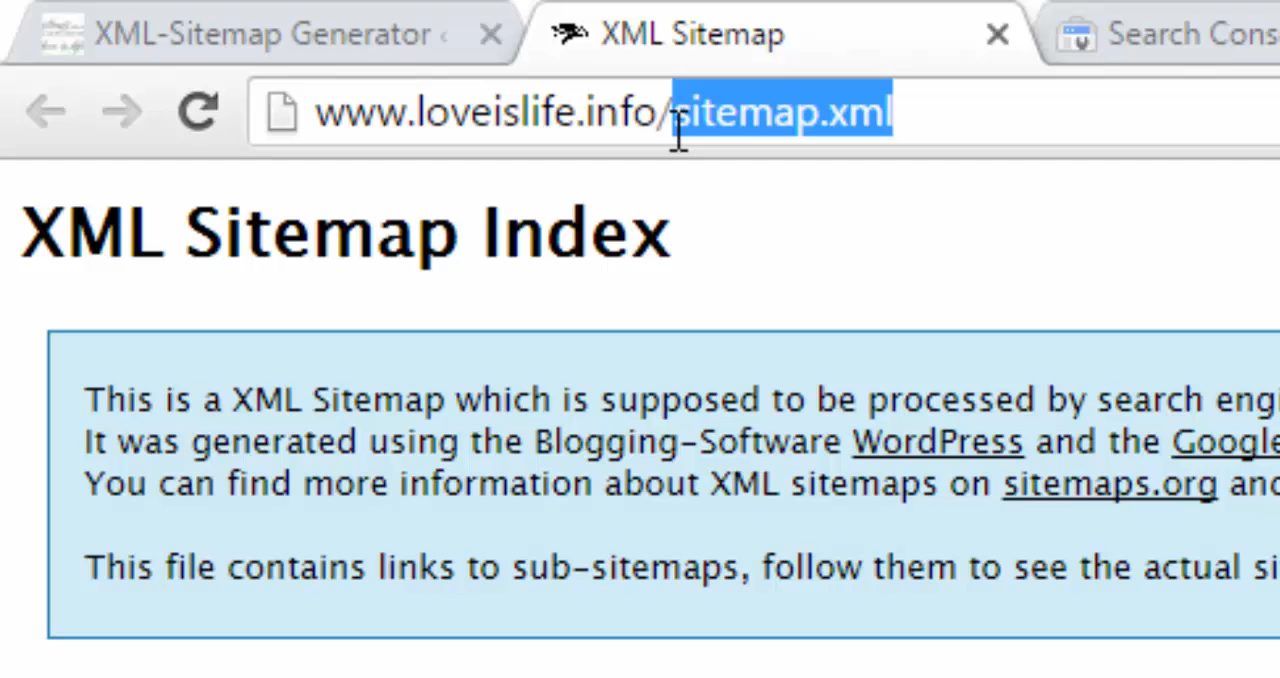 XML-Sitemap Generator
XML Sitemap
Search Cons
www.loveislife.info/sitemap.xml
XML Sitemap Index
This is a XML Sitemap which is supposed to be processed by search engi
It was generated using the Blogging-Software WordPress and the Google
You can find more information about XML sitemaps on sitemaps.org and
This file contains links to sub-sitemaps, follow them to see the actual si